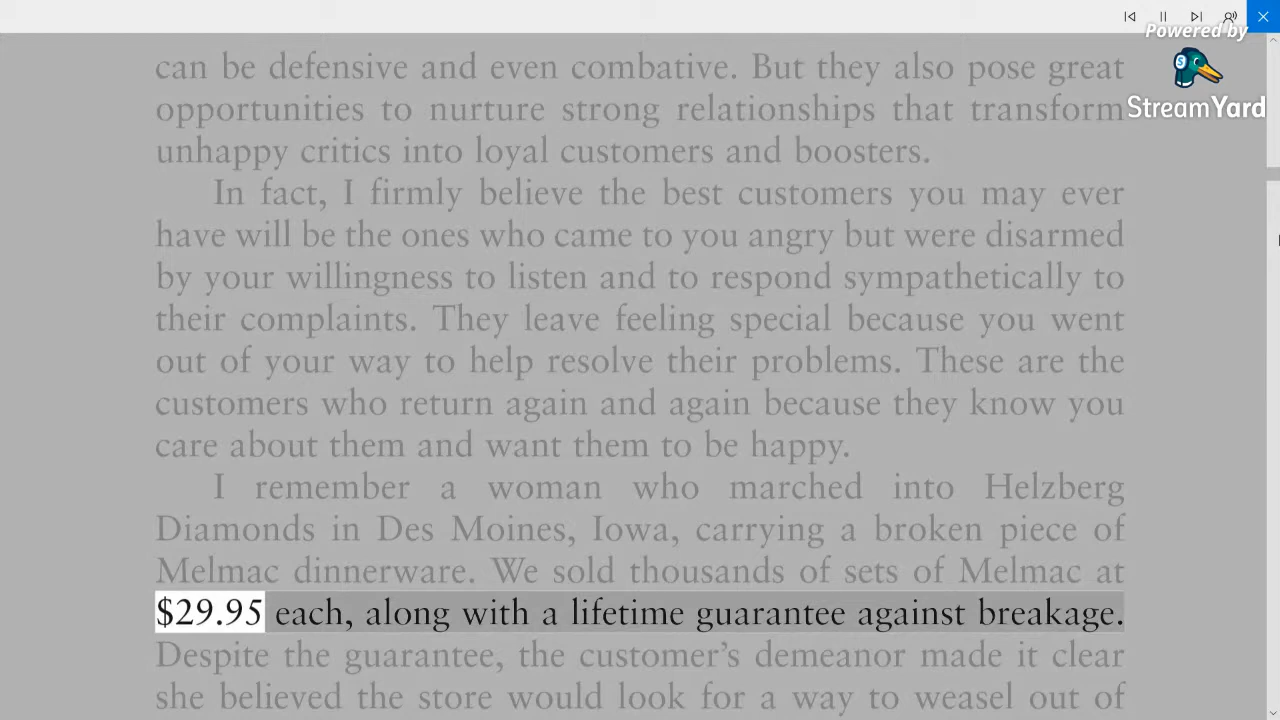 Powered by
StreamYard
can be defensive and even combative. But they also pose great
opportunities to nurture strong relationships that transform
unhappy critics into loyal customers and boosters.
In fact, I firmly believe the best customers you may ever
have will be the ones who came to you angry but were disarmed
by your willingness to listen and to respond sympathetically to
their complaints. They leave feeling special because you went
out of your way to help resolve their problems. These are the
customers who return again and again because they know you
care about them and want them to be happy.
I remember a woman who marched into Helzberg
Diamonds in Des Moines, Iowa, carrying a broken piece of
Melmac dinnerware. We sold thousands of sets of Melmac at
$29.95 each, along with a lifetime guarantee against breakage.
Despite the guarantee, the customer's demeanor made it clear
she believed the store would look for a way to weasel out of